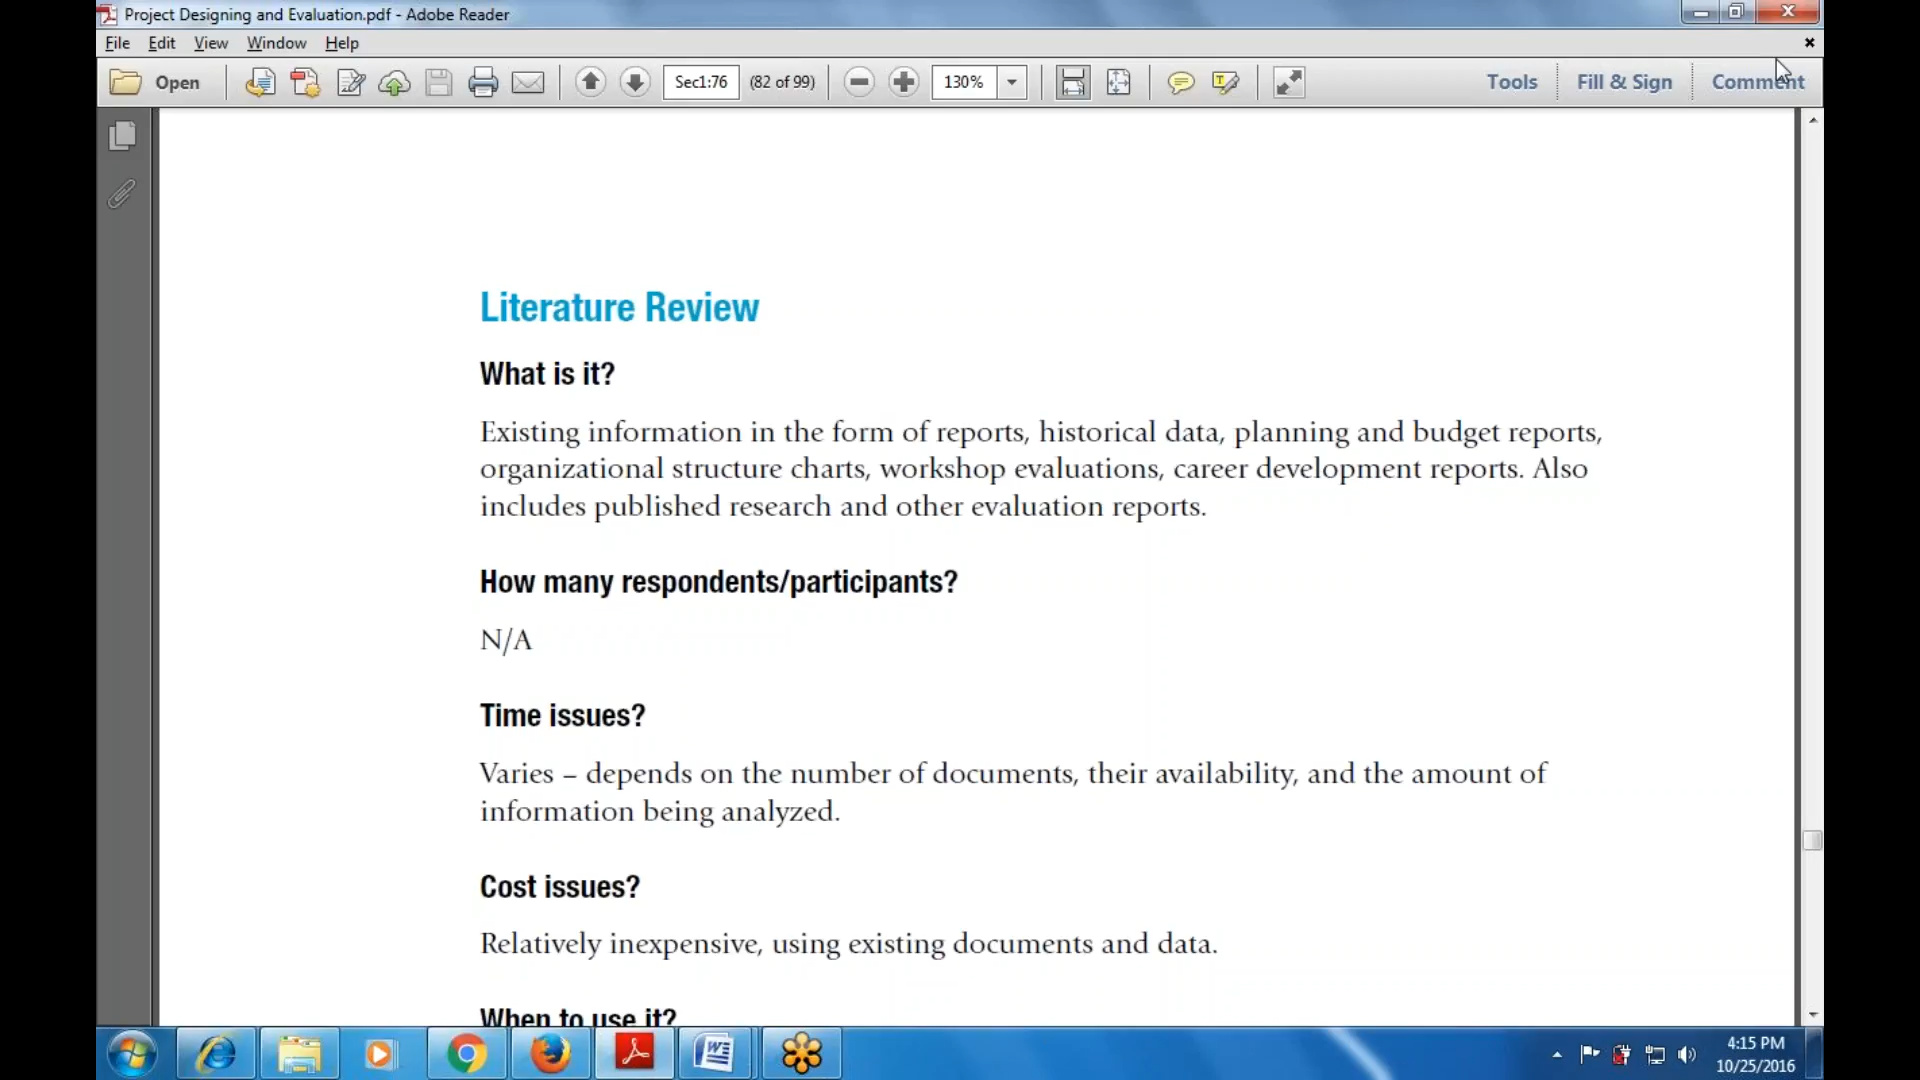 Project Designing and Evaluation.pdf - Adobe Reader
File Edit View Window Help
Open Sec1:76 (82 of 99) 130% Tools Fill & Sign Comment
Literature Review
What is it?
Existing information in the form of reports, historical data, planning and budget reports,
organizational structure charts, workshop evaluations, career development reports. Also
includes published research and other evaluation reports.
How many respondents/participants?
N/A
Time issues?
Varies – depends on the number of documents, their availability, and the amount of
information being analyzed.
Cost issues?
Relatively inexpensive, using existing documents and data.
When to use it?
4:15 PM
10/25/2016